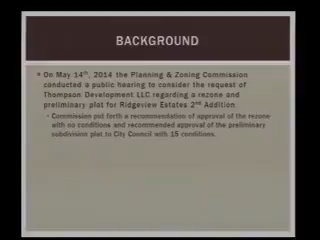 BACKGROUND
On May 14th, 2014 the Planning & Zoning Commission
conducted a public hearing to consider the request of
Thompson Development LLC regarding a rezone and
preliminary plat for Ridgeview Estates 2nd Addition.
Commission put forth a recommendation of approval of the rezone
with no conditions and recommended approval of the preliminary
subdivision plat to City Council with 15 conditions.